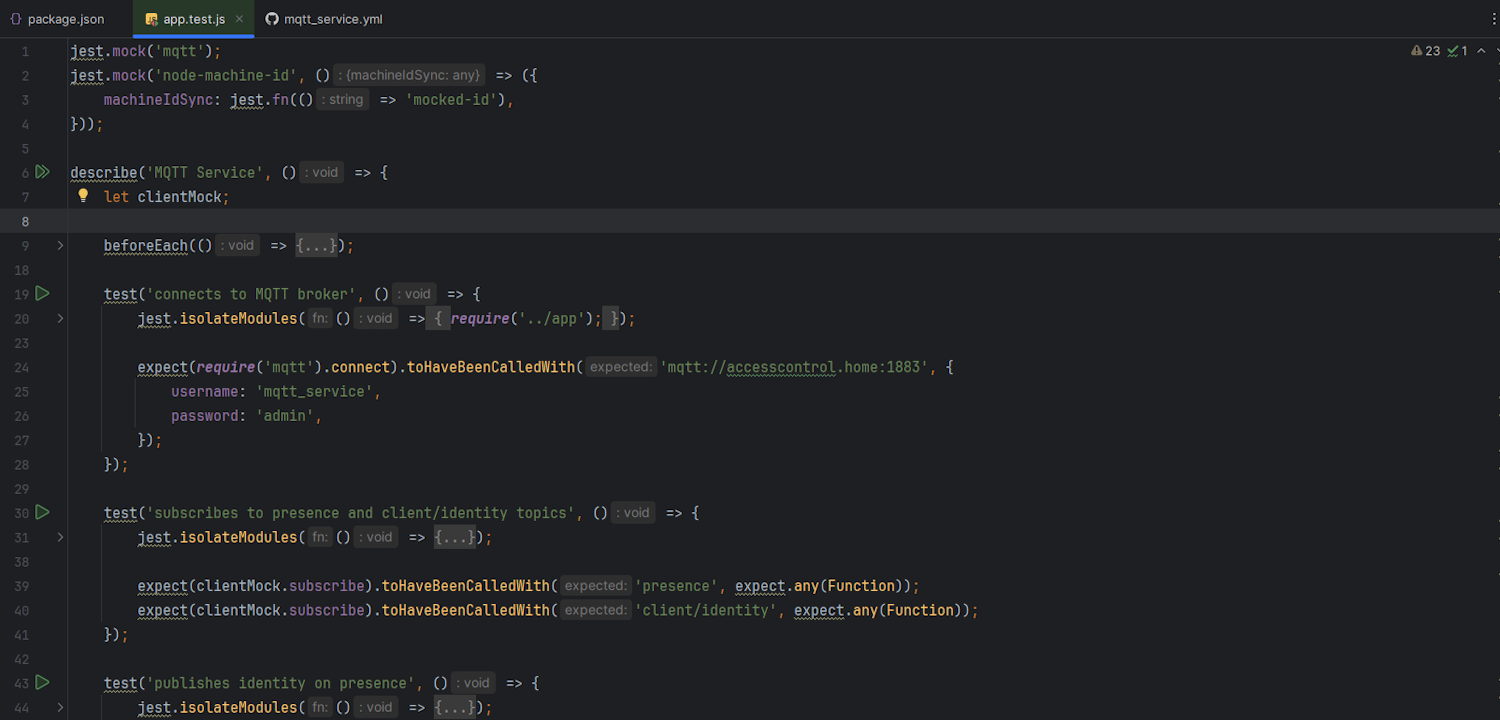 package.json app.test.js mqtt_service.yml
23 1
1 jest.mock('mqtt');
2 jest.mock('node-machine-id', () : {machineIdSync: any} => ({
3 machineIdSync: jest.fn(() : string => 'mocked-id'),
4 }));
5
6 describe('MQTT Service', () : void => {
7 let clientMock;
8
9 beforeEach(() : void => {...});
18
19 test('connects to MQTT broker', () : void => {
20 jest.isolateModules( fn: () : void => { require('../app'); });
23
24 expect(require('mqtt').connect).toHaveBeenCalledWith( expected: 'mqtt://accesscontrol.home:1883', {
25 username: 'mqtt_service',
26 password: 'admin',
27 });
28 });
29
30 test('subscribes to presence and client/identity topics', () : void => {
31 jest.isolateModules( fn: () : void => {...});
38
39 expect(clientMock.subscribe).toHaveBeenCalledWith( expected: 'presence', expect.any(Function));
40 expect(clientMock.subscribe).toHaveBeenCalledWith( expected: 'client/identity', expect.any(Function));
41 });
42
43 test('publishes identity on presence', () : void => {
44 jest.isolateModules( fn: () : void => {...});